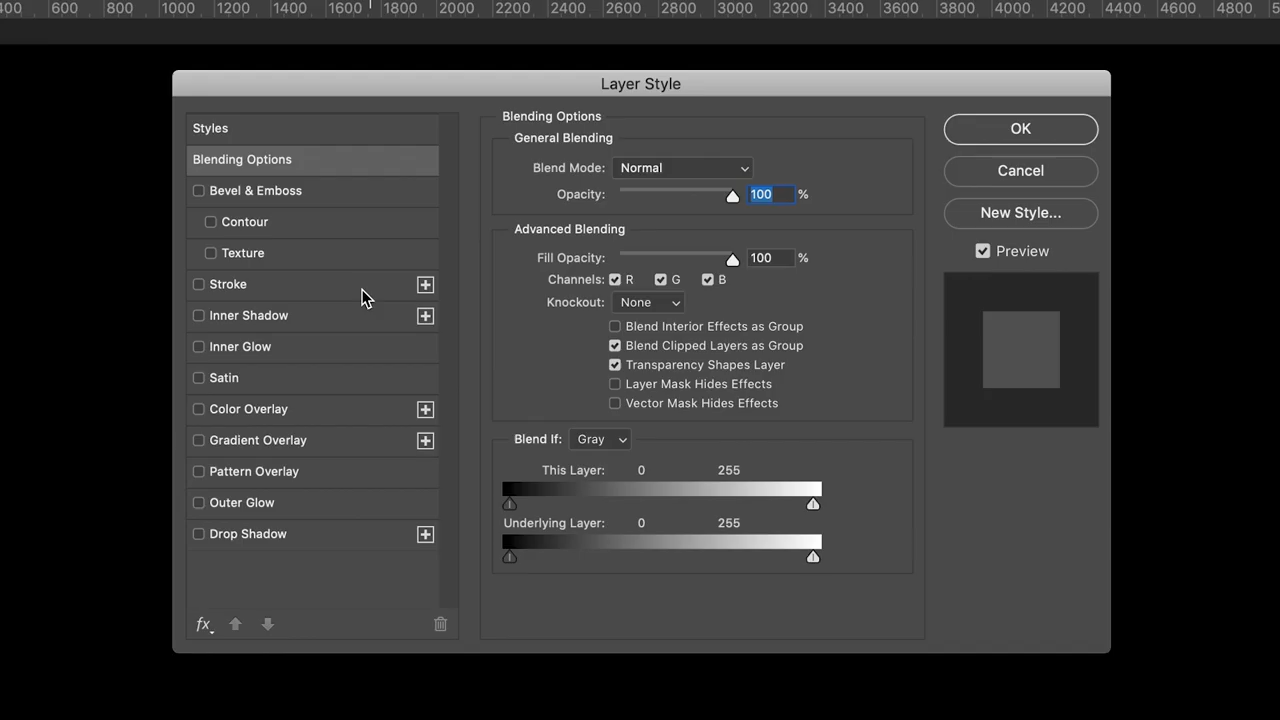 400 600 800 1000 1200 1400 1600 1800 2000 2200 2400 2600 2800 3000 3200 3400 3600 3800 4000 4200 4400 4600 4800 5
Layer Style
Styles
Blending Options
Bevel & Emboss
Contour
Texture
Stroke
Inner Shadow
Inner Glow
Satin
Color Overlay
Gradient Overlay
Pattern Overlay
Outer Glow
Drop Shadow
fx
Blending Options
General Blending
Blend Mode: Normal
Opacity: 100 %
Advanced Blending
Fill Opacity: 100 %
Channels: R G B
Knockout: None
Blend Interior Effects as Group
Blend Clipped Layers as Group
Transparency Shapes Layer
Layer Mask Hides Effects
Vector Mask Hides Effects
Blend If: Gray
This Layer: 0 255
Underlying Layer: 0 255
OK
Cancel
New Style...
Preview